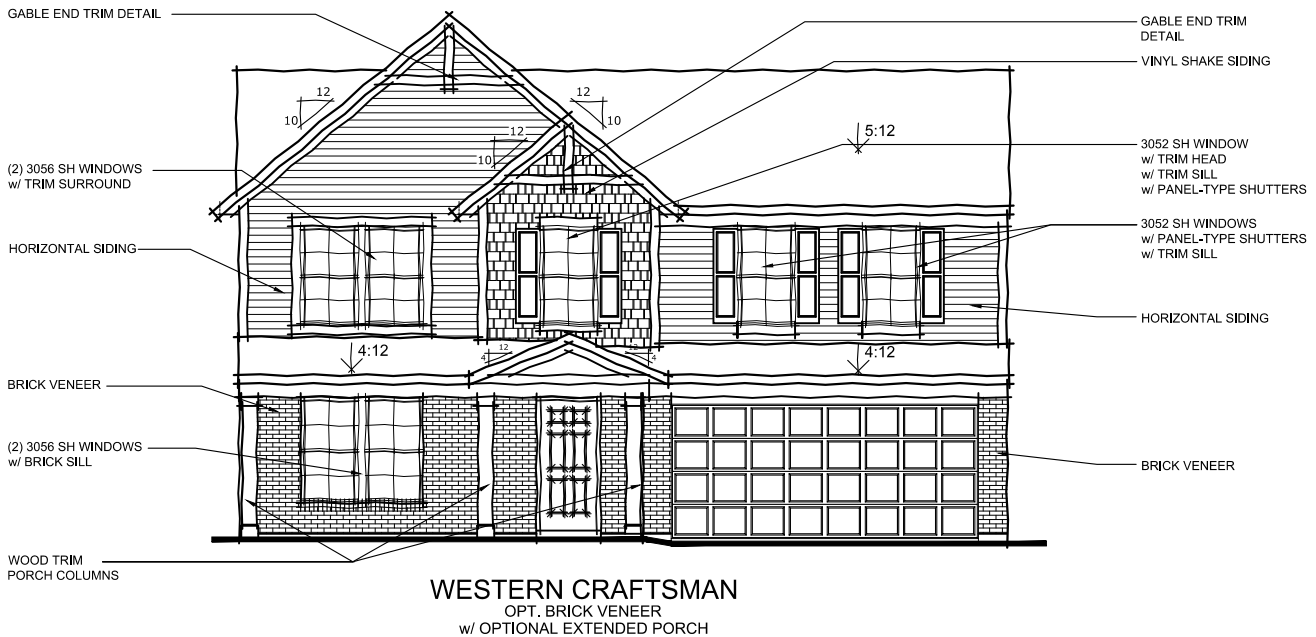 GABLE END TRIM DETAIL
GABLE END TRIM
DETAIL
VINYL SHAKE SIDING
12
10
12
10
12
10
5:12
3052 SH WINDOW
w/ TRIM HEAD
w/ TRIM SILL
w/ PANEL-TYPE SHUTTERS
(2) 3056 SH WINDOWS
w/ TRIM SURROUND
3052 SH WINDOWS
w/ PANEL-TYPE SHUTTERS
w/ TRIM SILL
HORIZONTAL SIDING
HORIZONTAL SIDING
4:12
12
4
12
4
4:12
BRICK VENEER
(2) 3056 SH WINDOWS
w/ BRICK SILL
BRICK VENEER
WOOD TRIM
PORCH COLUMNS
WESTERN CRAFTSMAN
OPT. BRICK VENEER
w/ OPTIONAL EXTENDED PORCH